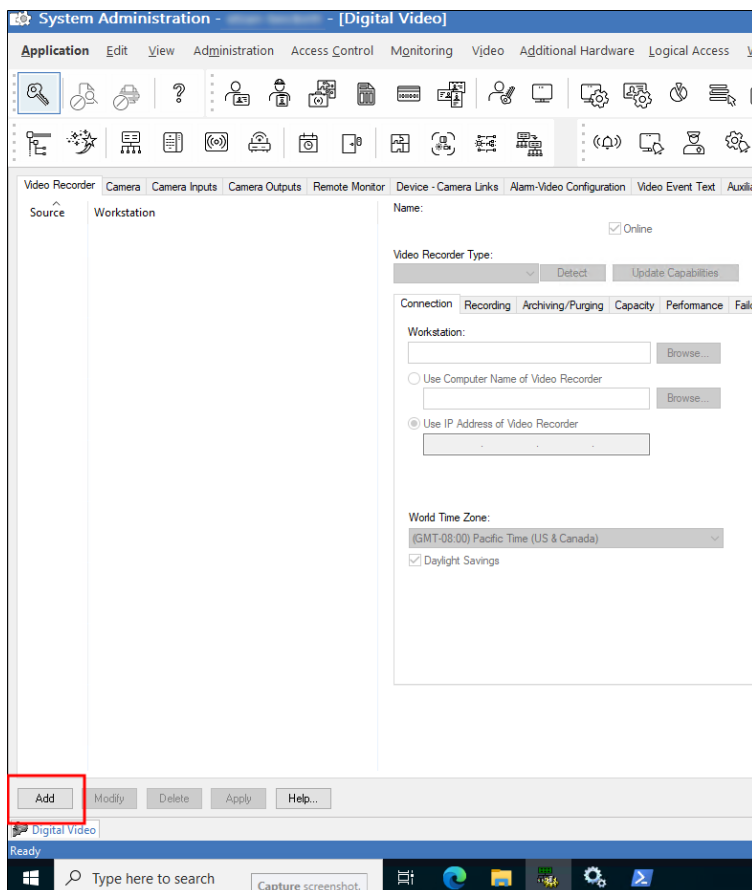 System Administration - - [Digital Video]
Application Edit View Administration Access Control Monitoring Video Additional Hardware Logical Access
Video Recorder Camera Camera Inputs Camera Outputs Remote Monitor Device - Camera Links Alarm-Video Configuration Video Event Text
Source Workstation
Name:
Online
Video Recorder Type:
Detect Update Capabilities
Connection Recording Archiving/Purging Capacity Performance
Workstation:
Browse...
Use Computer Name of Video Recorder
Browse...
Use IP Address of Video Recorder
. . .
World Time Zone:
(GMT-08:00) Pacific Time (US & Canada)
Daylight Savings
Add Modify Delete Apply Help...
Digital Video
Ready
Type here to search
Capture screenshot.